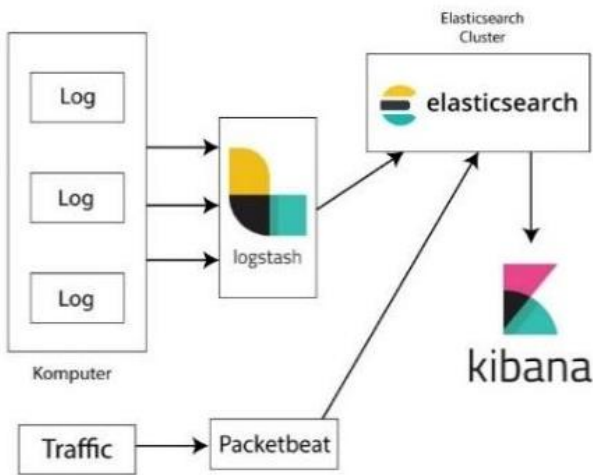 Elasticsearch
Cluster
Log
elasticsearch
Log
logstash
Log
kibana
Komputer
Traffic
Packetbeat